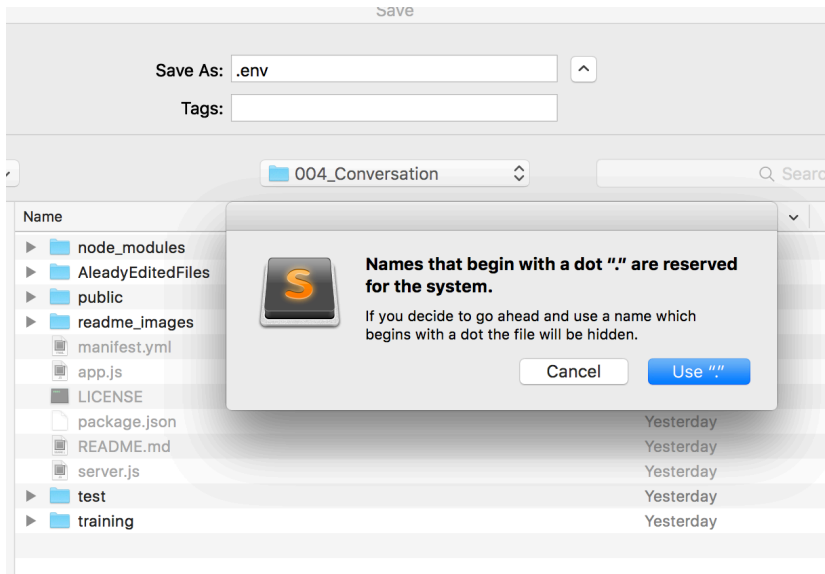 Save
Save As: .env
Tags:
004_Conversation
Searc
Name
node_modules
AleadyEditedFiles
public
readme_images
manifest.yml
app.js
LICENSE
package.json Yesterday
README.md Yesterday
server.js Yesterday
test Yesterday
training Yesterday
Names that begin with a dot “.” are reserved
for the system.
If you decide to go ahead and use a name which
begins with a dot the file will be hidden.
Cancel Use “.”